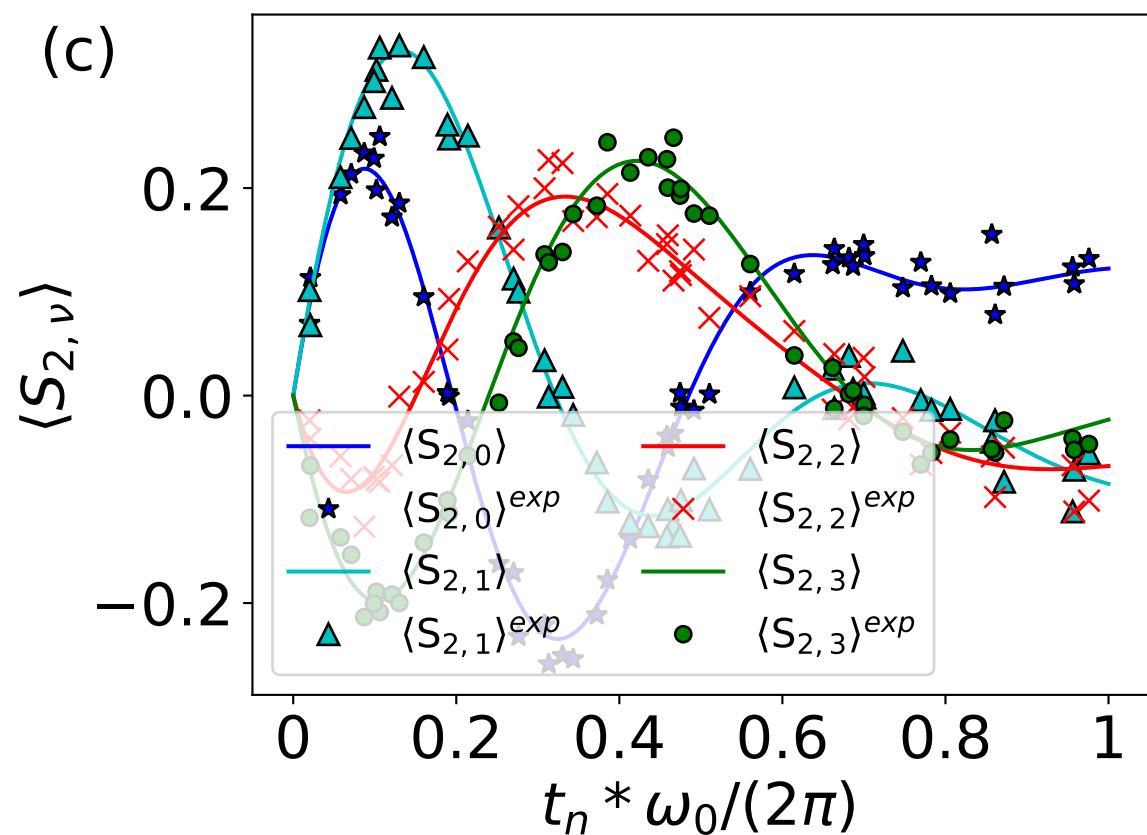 (c)
⟨S₂,ᵥ⟩
0.2
0.0
−0.2
⟨S₂,₀⟩
⟨S₂,₀⟩ᵉˣᵖ
⟨S₂,₁⟩
⟨S₂,₁⟩ᵉˣᵖ
⟨S₂,₂⟩
⟨S₂,₂⟩ᵉˣᵖ
⟨S₂,₃⟩
⟨S₂,₃⟩ᵉˣᵖ
0 0.2 0.4 0.6 0.8 1
tₙ * ω₀/(2π)